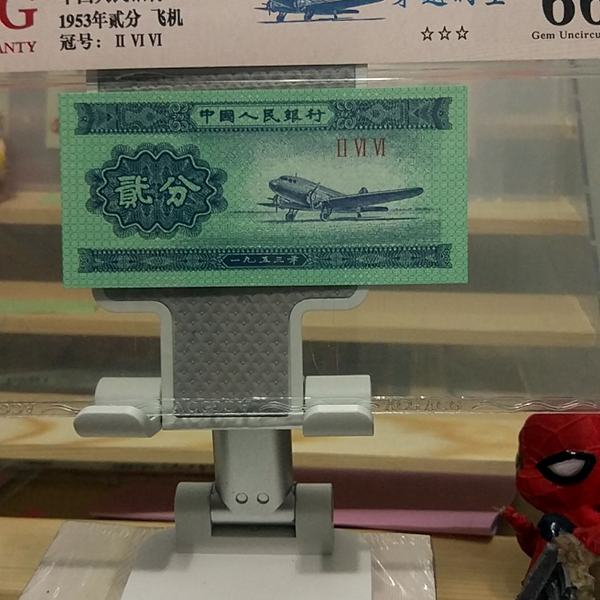 1953年贰分 飞机
冠号： II VI VI
G
ANTY
☆☆☆
66
Gem Uncircu
中國人民銀行
II VI VI
貳分
一九五三年